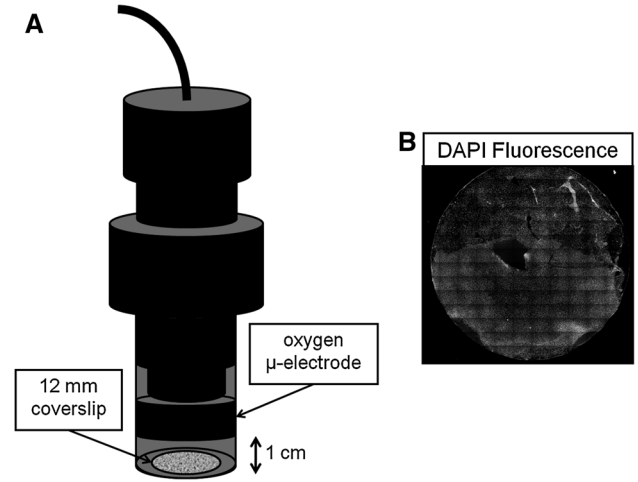 A
B
DAPI Fluorescence
oxygen
μ-electrode
12 mm
coverslip
1 cm